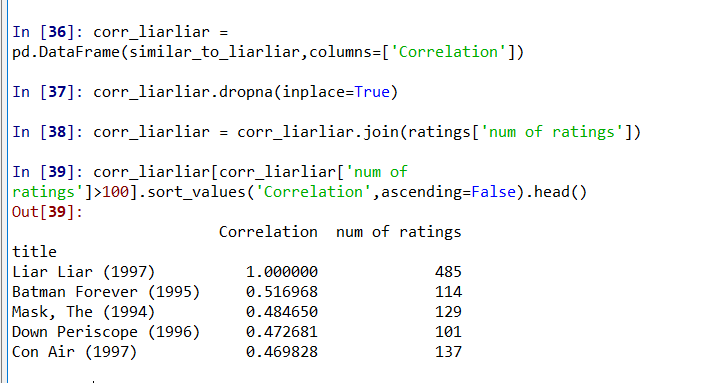 In [36]: corr_liarliar =
pd.DataFrame(similar_to_liarliar,columns=['Correlation'])
In [37]: corr_liarliar.dropna(inplace=True)
In [38]: corr_liarliar = corr_liarliar.join(ratings['num of ratings'])
In [39]: corr_liarliar[corr_liarliar['num of
ratings']>100].sort_values('Correlation',ascending=False).head()
Out[39]:
Correlation num of ratings
title
Liar Liar (1997) 1.000000 485
Batman Forever (1995) 0.516968 114
Mask, The (1994) 0.484650 129
Down Periscope (1996) 0.472681 101
Con Air (1997) 0.469828 137